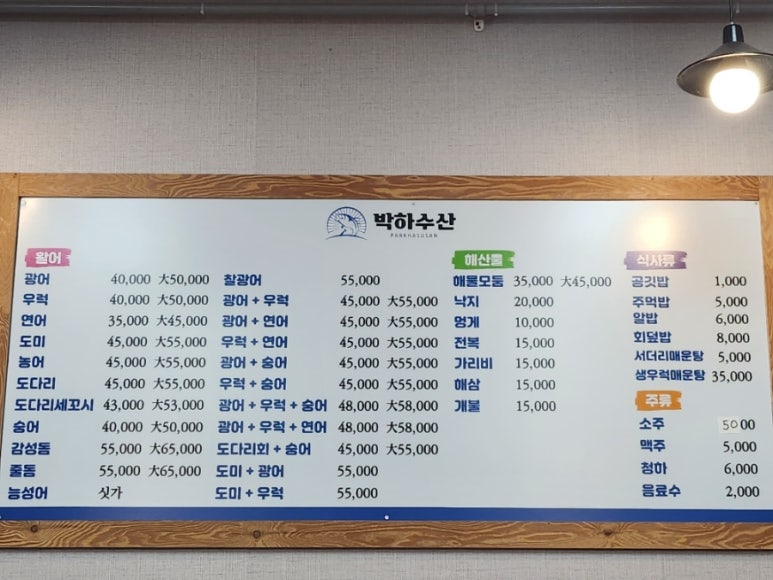 박하수산
PARKHASUSAN
활어
광어 40,000 大50,000
우럭 40,000 大50,000
연어 35,000 大45,000
도미 45,000 大55,000
농어 45,000 大55,000
도다리 45,000 大55,000
도다리세꼬시 43,000 大53,000
숭어 40,000 大50,000
감성돔 55,000 大65,000
줄돔 55,000 大65,000
능성어 싯가
찰광어 55,000
광어 + 우럭 45,000 大55,000
광어 + 연어 45,000 大55,000
우럭 + 연어 45,000 大55,000
광어 + 숭어 45,000 大55,000
우럭 + 숭어 45,000 大55,000
광어 + 우럭 + 숭어 48,000 大58,000
광어 + 우럭 + 연어 48,000 大58,000
도다리회 + 숭어 45,000 大55,000
도미 + 광어 55,000
도미 + 우럭 55,000
해산물
해물모둠 35,000 大45,000
낙지 20,000
멍게 10,000
전복 15,000
가리비 15,000
해삼 15,000
개불 15,000
식사류
공깃밥 1,000
주먹밥 5,000
알밥 6,000
회덮밥 8,000
서더리매운탕 5,000
생우럭매운탕 35,000
주류
소주 5000
맥주 5,000
청하 6,000
음료수 2,000